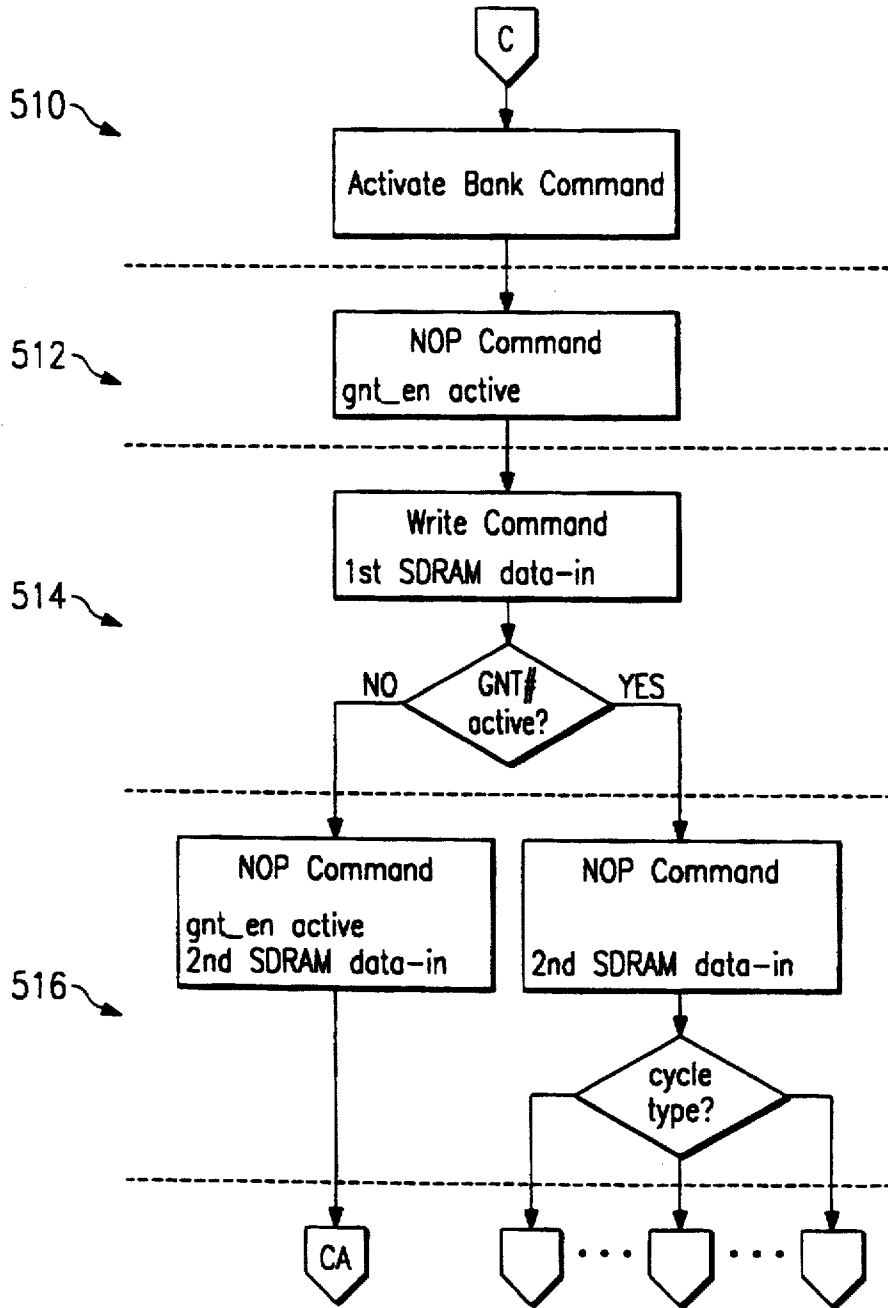 C
510
Activate Bank Command
512
NOP Command
gnt_en active
Write Command
1st SDRAM data-in
514
NO
GNT#
active?
YES
NOP Command
gnt_en active
2nd SDRAM data-in
NOP Command
2nd SDRAM data-in
516
cycle
type?
CA